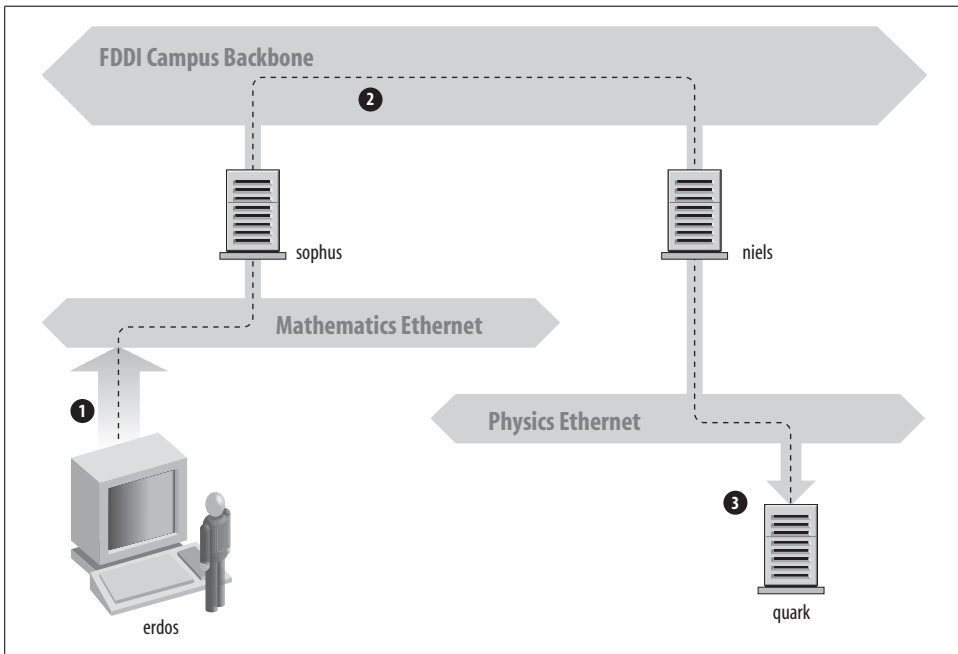 FDDI Campus Backbone
2
sophus
niels
Mathematics Ethernet
1
Physics Ethernet
3
erdos
quark